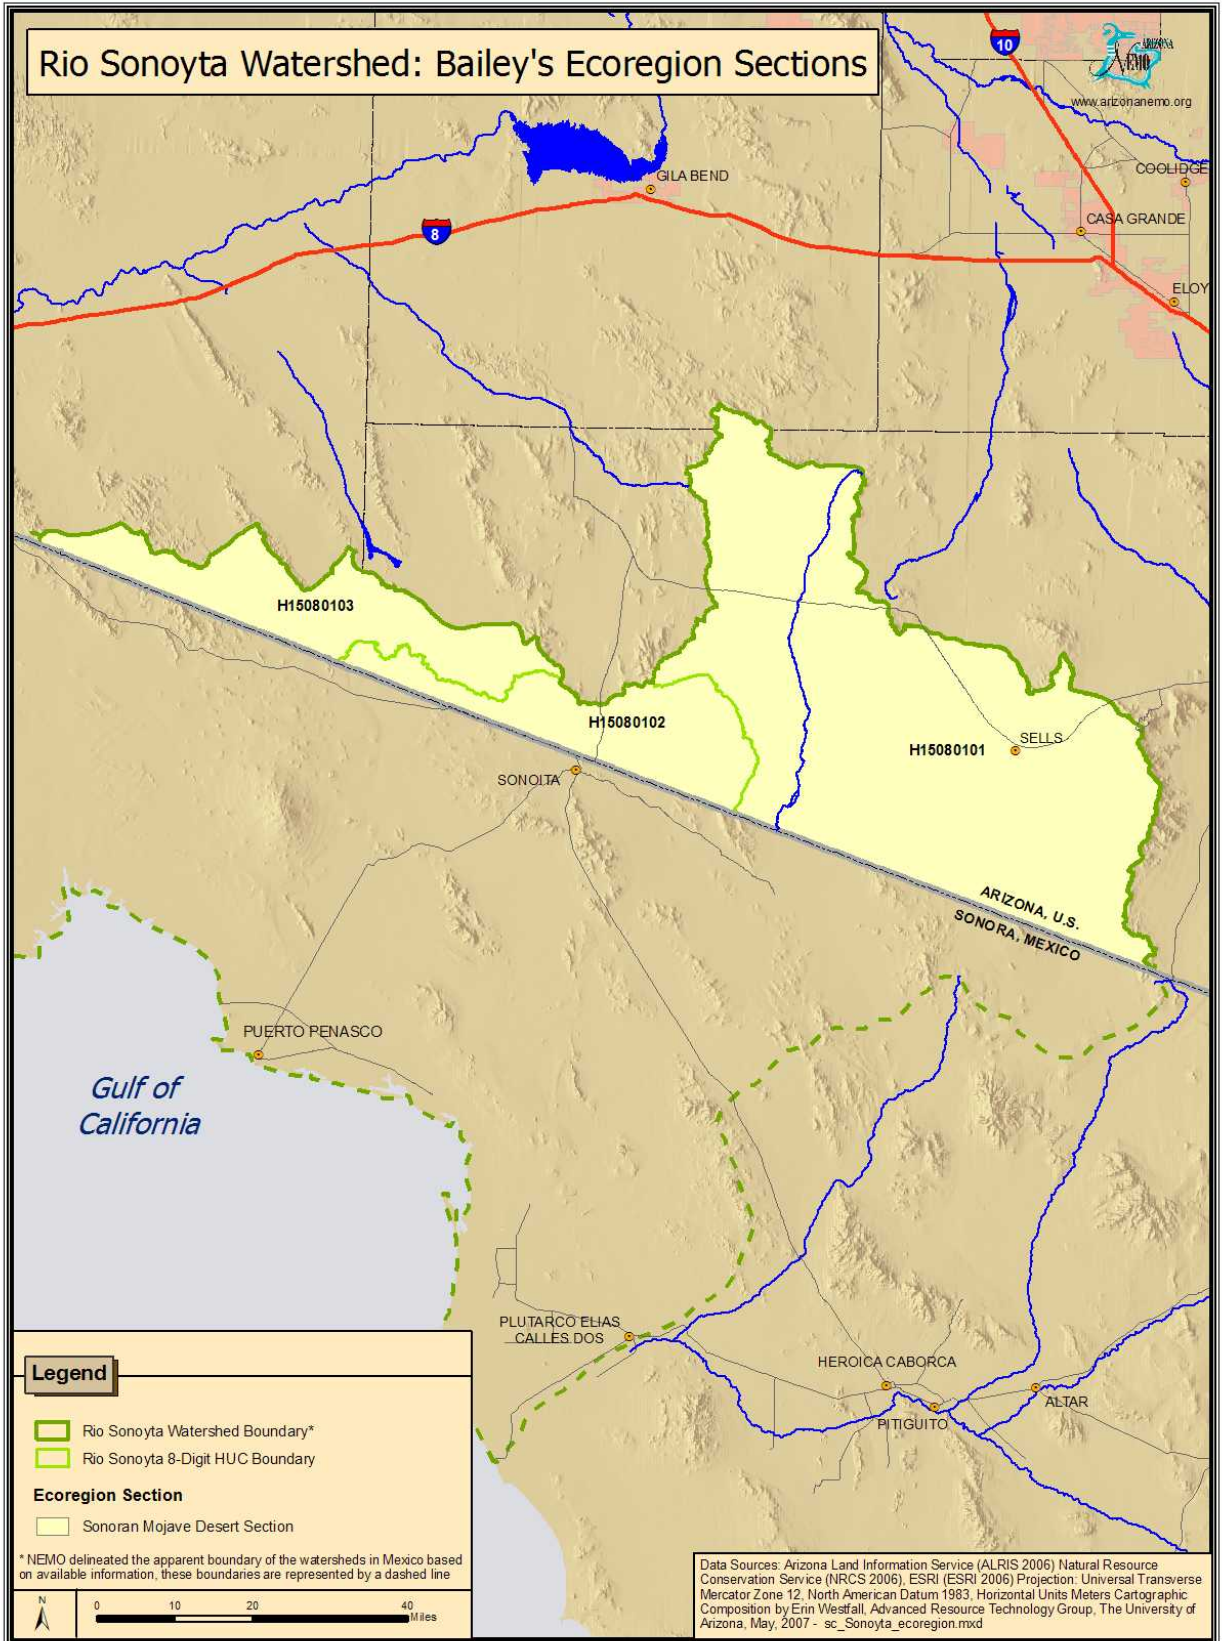 Rio Sonoyta Watershed: Bailey's Ecoregion Sections
10
ARIZONA
NEMO
www.arizonanemo.org
COOLIDGE
GILA BEND
CASA GRANDE
8
ELOY
H15080103
H15080102
H15080101
SELLS
SONOITA
ARIZONA, U.S.
SONORA, MEXICO
PUERTO PENASCO
Gulf of
California
PLUTARCO ELIAS
CALLES DOS
HEROICA CABORCA
ALTAR
PITIGUITO
Legend
Rio Sonoyta Watershed Boundary*
Rio Sonoyta 8-Digit HUC Boundary
Ecoregion Section
Sonoran Mojave Desert Section
* NEMO delineated the apparent boundary of the watersheds in Mexico based
on available information, these boundaries are represented by a dashed line
N
0 10 20 40
Miles
Data Sources: Arizona Land Information Service (ALRIS 2006) Natural Resource
Conservation Service (NRCS 2006), ESRI (ESRI 2006) Projection: Universal Transverse
Mercator Zone 12, North American Datum 1983, Horizontal Units Meters Cartographic
Composition by Erin Westfall, Advanced Resource Technology Group, The University of
Arizona, May, 2007 - sc_Sonoyta_ecoregion.mxd